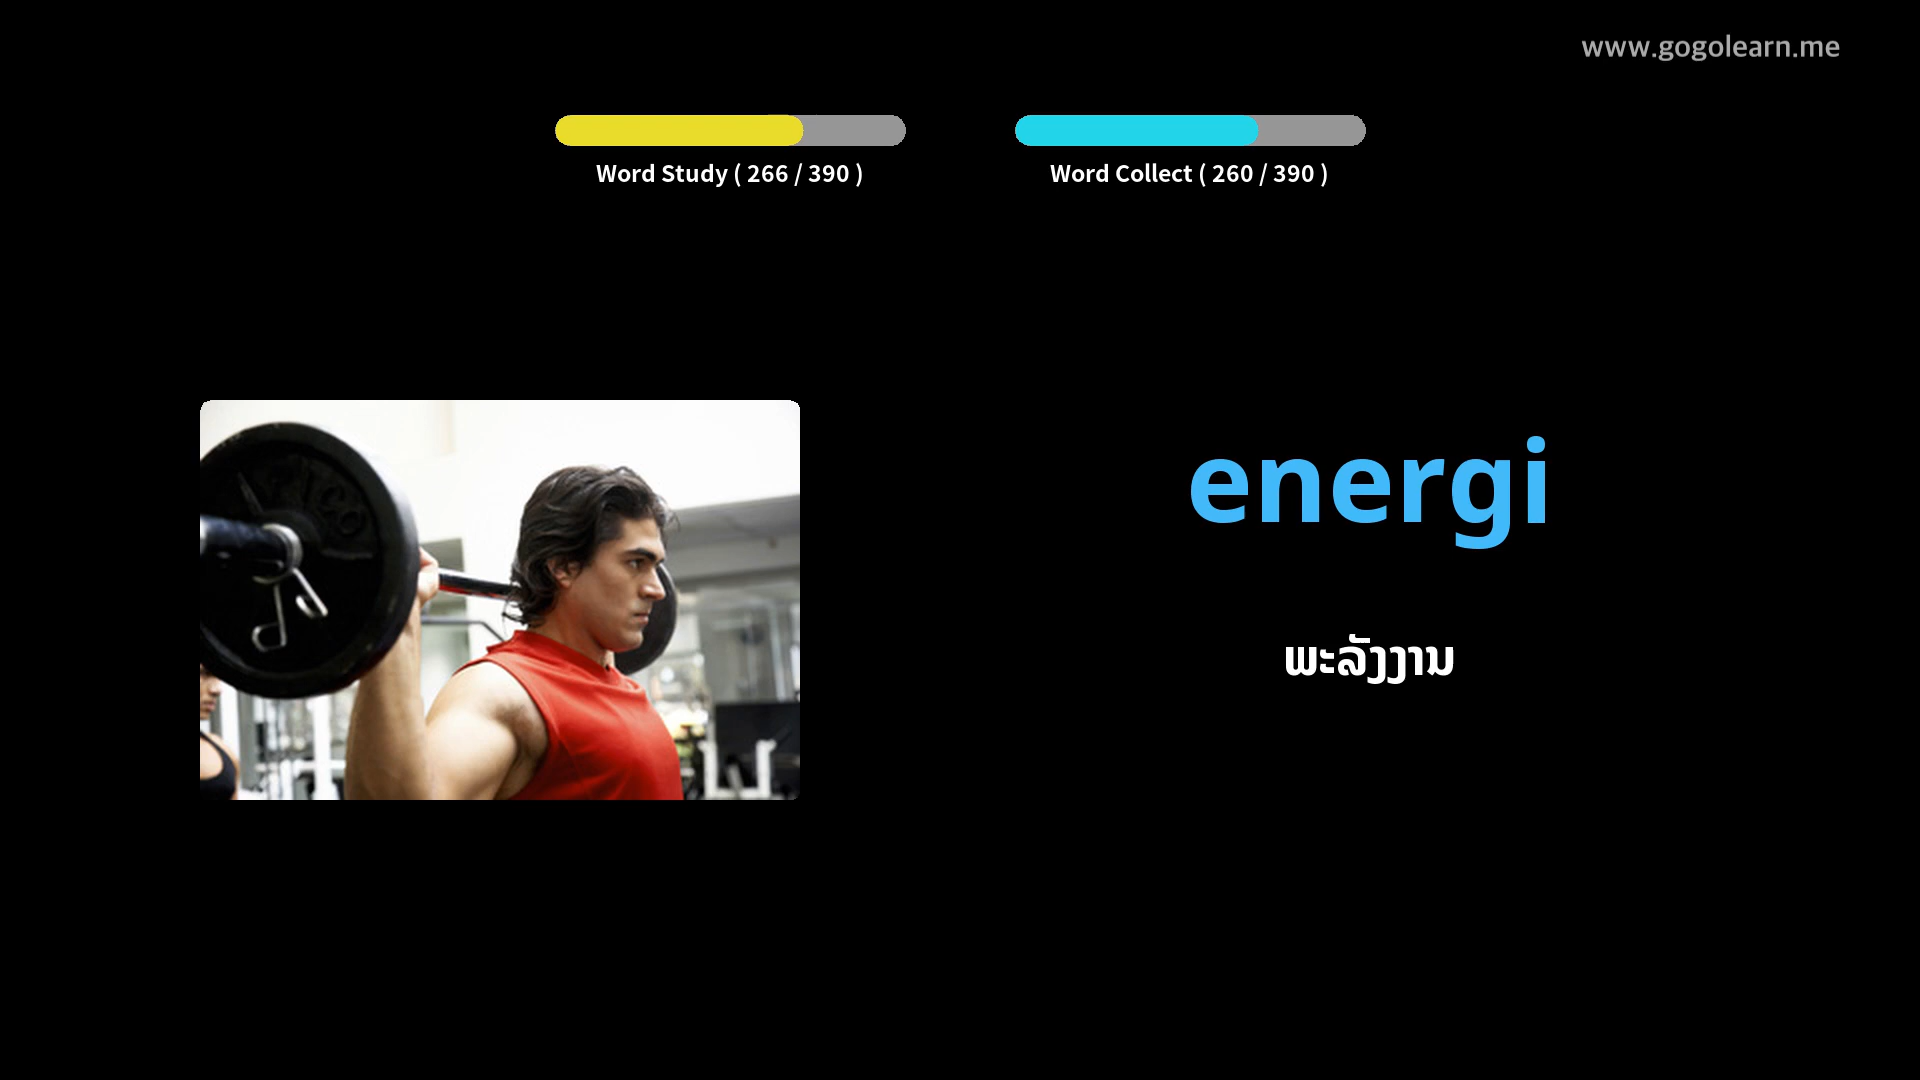 www.gogolearn.me
Word Study ( 266 / 390 )
Word Collect ( 260 / 390 )
energi
ພະລັງງານ